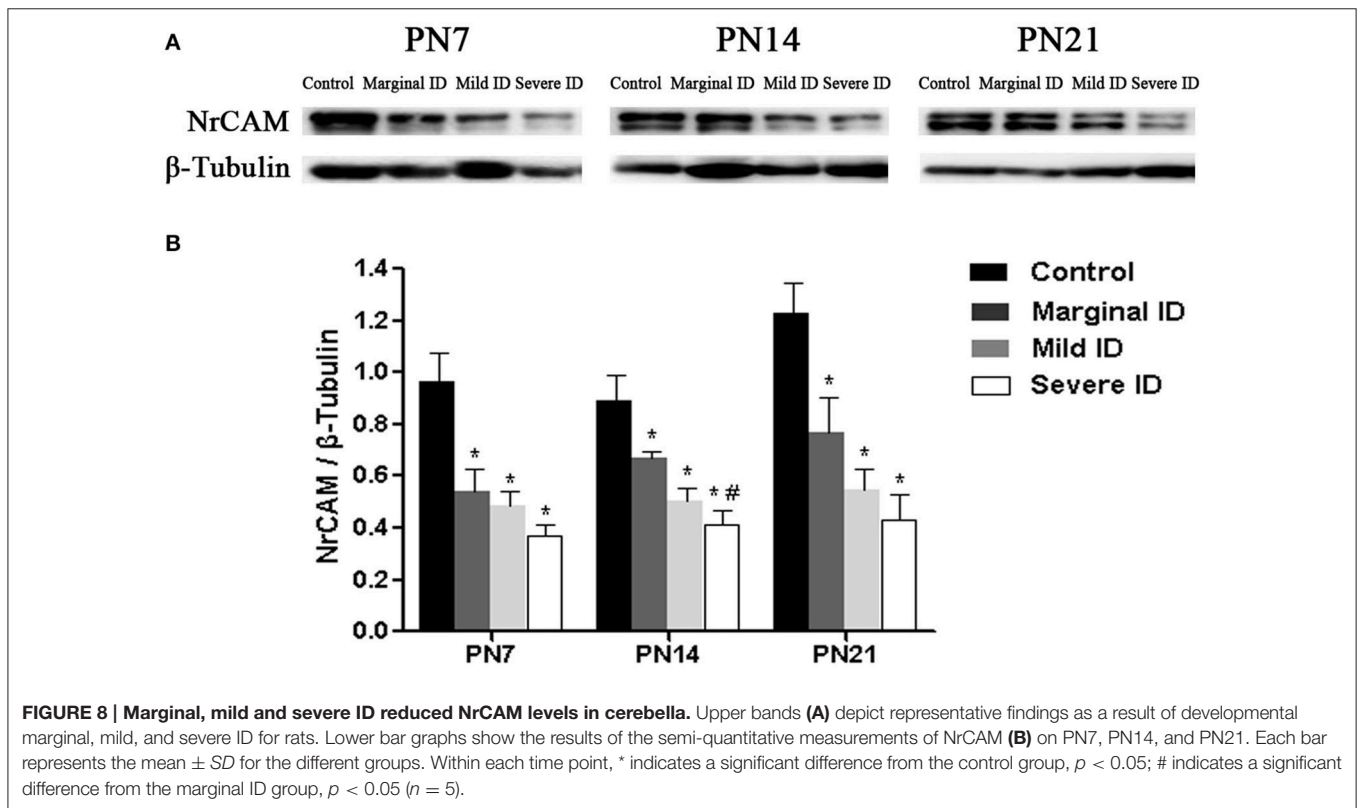 A
PN7 PN14 PN21
Control Marginal ID Mild ID Severe ID Control Marginal ID Mild ID Severe ID Control Marginal ID Mild ID Severe ID
NrCAM
β-Tubulin
B
NrCAM / β-Tubulin
1.4
1.2
1.0
0.8
0.6
0.4
0.2
0.0
* * * * * * # * * *
PN7 PN14 PN21
Control
Marginal ID
Mild ID
Severe ID
FIGURE 8 | Marginal, mild and severe ID reduced NrCAM levels in cerebella. Upper bands (A) depict representative findings as a result of developmental
marginal, mild, and severe ID for rats. Lower bar graphs show the results of the semi-quantitative measurements of NrCAM (B) on PN7, PN14, and PN21. Each bar
represents the mean ± SD for the different groups. Within each time point, * indicates a significant difference from the control group, p < 0.05; # indicates a significant
difference from the marginal ID group, p < 0.05 (n = 5).